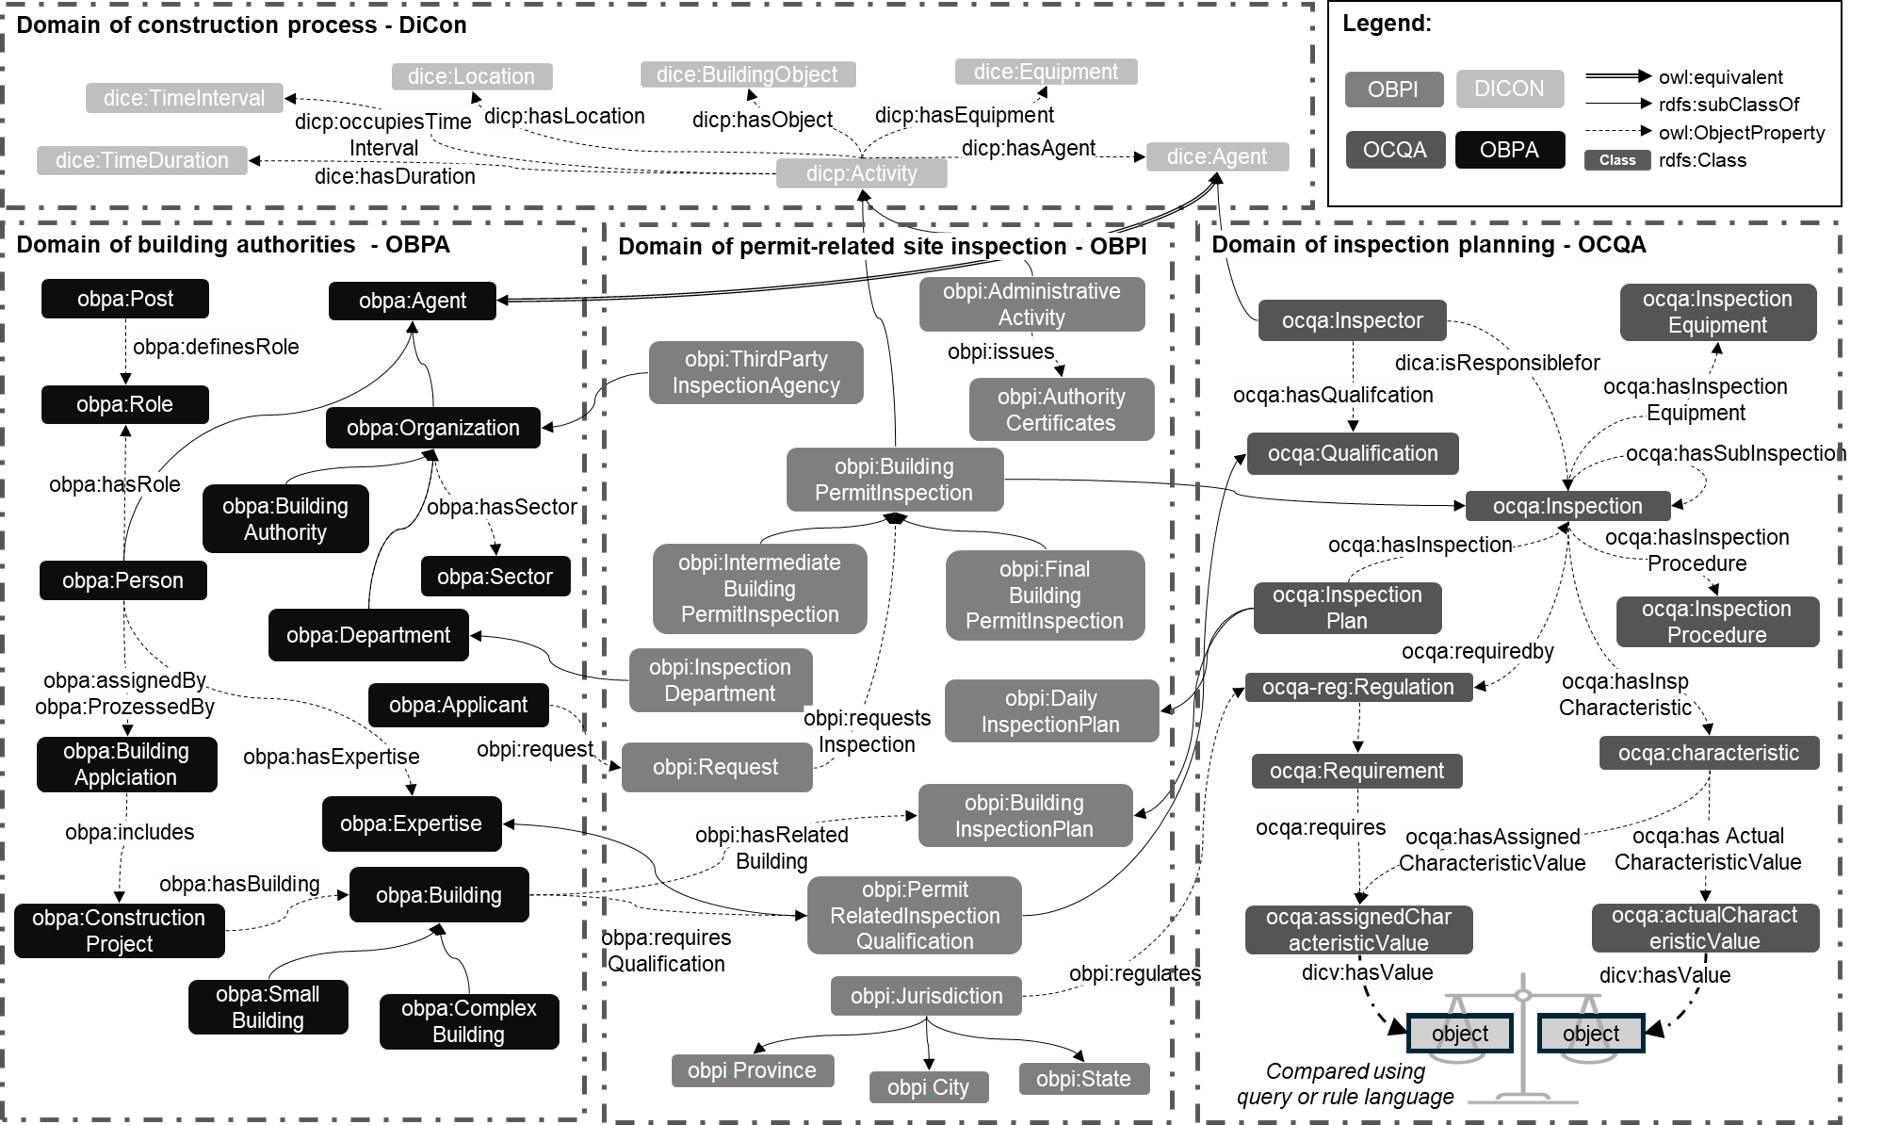 Domain of construction process - DiCon
dice:TimeInterval
dice:Location
dice:BuildingObject
dice:Equipment
dicp:occupiesTime
Interval
dicp:hasLocation
dicp:hasObject
dicp:hasEquipment
dice:TimeDuration
dice:hasDuration
dicp:Activity
dicp:hasAgent
dice:Agent
Legend:
OBPI
DICON
OCQA
OBPA
owl:equivalent
rdfs:subClassOf
owl:ObjectProperty
Class
rdfs:Class
Domain of building authorities - OBPA
obpa:Post
obpa:Agent
obpa:definesRole
obpa:Role
obpa:Organization
obpa:hasRole
obpa:Building
Authority
obpa:hasSector
obpa:Person
obpa:Sector
obpa:Department
obpa:assignedBy
obpa:ProzessedBy
obpa:Applicant
obpa:Building
Applciation
obpa:hasExpertise
obpi:request
obpa:includes
obpa:Expertise
obpa:hasBuilding
obpa:Building
obpa:Construction
Project
obpa:Small
Building
obpa:Complex
Building
obpa:requires
Qualification
Domain of permit-related site inspection - OBPI
obpi:Administrative
Activity
obpi:issues
obpi:ThirdParty
InspectionAgency
obpi:Authority
Certificates
obpi:Building
PermitInspection
obpi:Intermediate
Building
PermitInspection
obpi:Final
Building
PermitInspection
obpi:Inspection
Department
obpi:Daily
InspectionPlan
obpi:requests
Inspection
obpi:Request
obpi:Building
InspectionPlan
obpi:hasRelated
Building
obpi:Permit
RelatedInspection
Qualification
obpi:Jurisdiction
obpi:regulates
obpi Province
obpi City
obpi:State
Domain of inspection planning - OCQA
ocqa:Inspector
ocqa:Inspection
Equipment
dica:isResponsiblefor
ocqa:hasQualifcation
ocqa:hasInspection
Equipment
ocqa:Qualification
ocqa:hasSubInspection
ocqa:Inspection
ocqa:hasInspection
ocqa:hasInspection
Procedure
ocqa:Inspection
Plan
ocqa:Inspection
Procedure
ocqa:requiredby
ocqa-reg:Regulation
ocqa:hasInsp
Characteristic
ocqa:Requirement
ocqa:characteristic
ocqa:requires
ocqa:hasAssigned
CharacteristicValue
ocqa:has Actual
CharacteristicValue
ocqa:assignedChar
acteristicValue
ocqa:actualCharact
eristicValue
dicv:hasValue
dicv:hasValue
object
object
Compared using
query or rule language